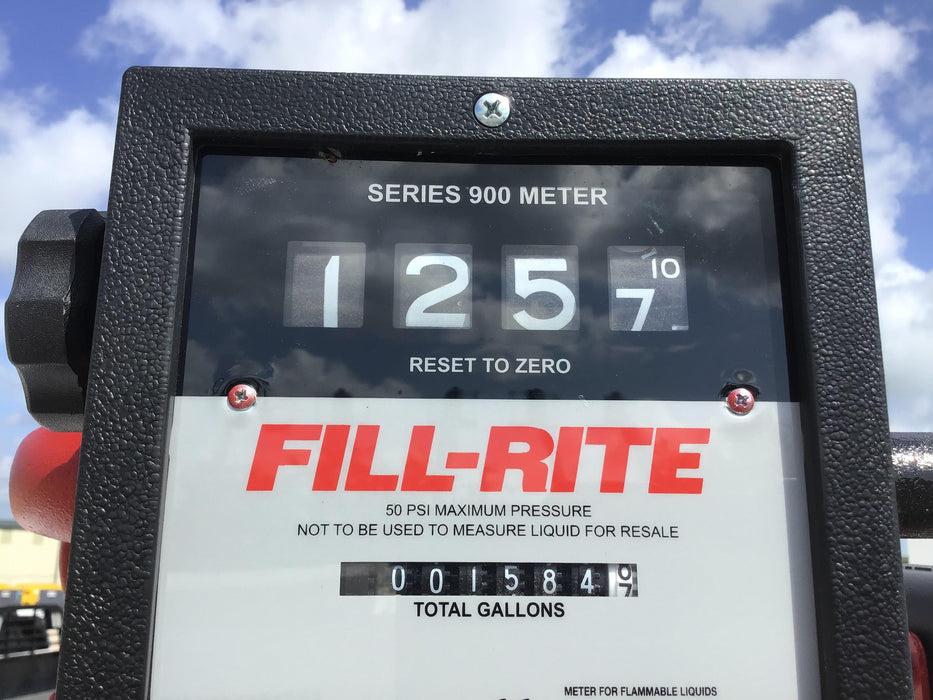 SERIES 900 METER
1 2 5 7 10
RESET TO ZERO
FILL-RITE
50 PSI MAXIMUM PRESSURE
NOT TO BE USED TO MEASURE LIQUID FOR RESALE
0 0 1 5 8 4
TOTAL GALLONS
METER FOR FLAMMABLE LIQUIDS